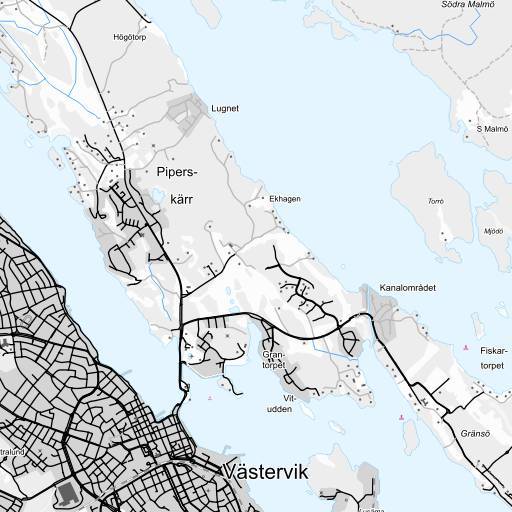 Södra Malmö
Högötorp
Lugnet
S Malmö
Pipers-
kärr
Ekhagen
Torrö
Mjödö
Kanalområdet
Fiskar-
torpet
Gran-
torpet
Vit-
udden
Gränsö
tralund
Västervik
Lusärna